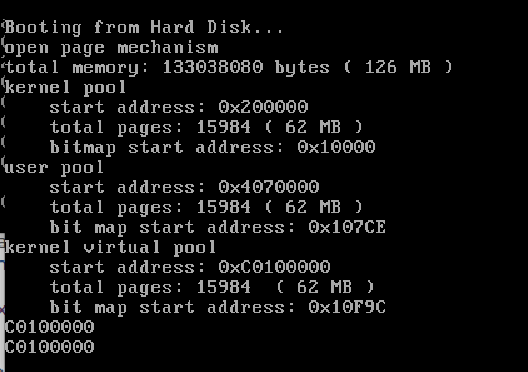 Booting from Hard Disk...
open page mechanism
total memory: 133038080 bytes ( 126 MB )
kernel pool
    start address: 0x200000
    total pages: 15984 ( 62 MB )
    bitmap start address: 0x10000
user pool
    start address: 0x4070000
    total pages: 15984 ( 62 MB )
    bit map start address: 0x107CE
kernel virtual pool
    start address: 0xC0100000
    total pages: 15984  ( 62 MB )
    bit map start address: 0x10F9C
C0100000
C0100000